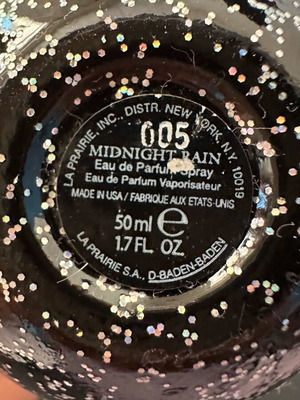 LA PRAIRIE, INC., DISTR. NEW YORK, N.Y. 10019
005
MIDNIGHT RAIN
Eau de Parfum Spray
Eau de Parfum Vaporisateur
MADE IN USA / FABRIQUE AUX ETATS-UNIS
50 ml ℮
1.7 FL. OZ.
LA PRAIRIE S.A., D-BADEN-BADEN